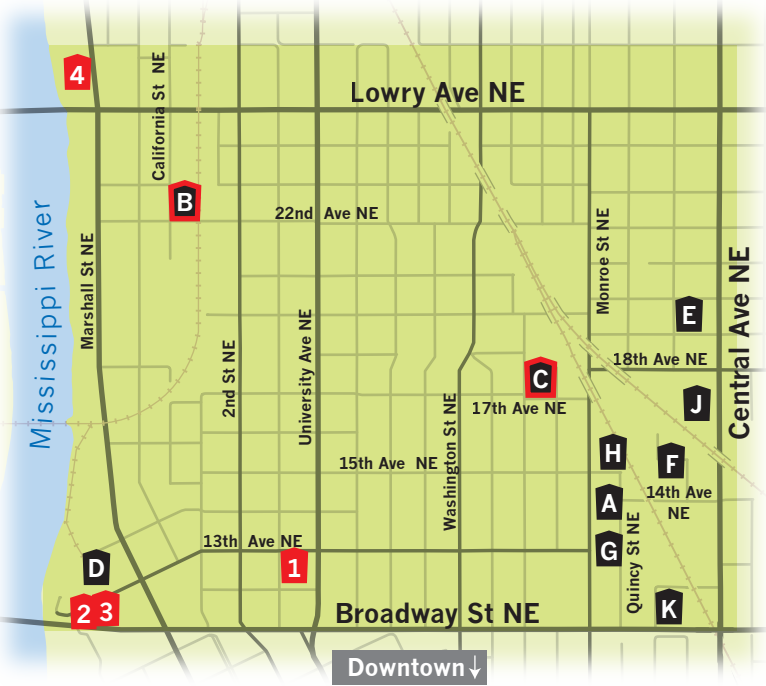 4
California St NE
Lowry Ave NE
B
22nd Ave NE
Mississippi River
Marshall St NE
Monroe St NE
Central Ave NE
E
University Ave NE
2nd St NE
18th Ave NE
C
17th Ave NE
J
Washington St NE
15th Ave NE
H
F
A
14th Ave
NE
Quincy St NE
13th Ave NE
G
D
1
2
3
K
Broadway St NE
Downtown↓